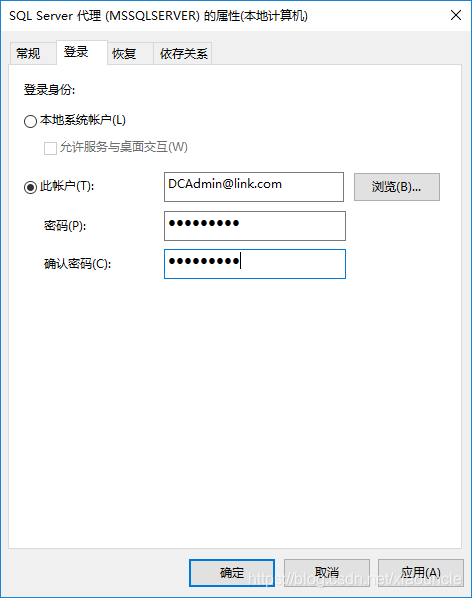 SQL Server 代理 (MSSQLSERVER) 的属性(本地计算机)
常规 登录 恢复 依存关系
登录身份:
本地系统帐户(L)
允许服务与桌面交互(W)
此帐户(T): DCAdmin@link.com 浏览(B)...
密码(P): ●●●●●●●●●
确认密码(C): ●●●●●●●●●
确定 取消 应用(A)
https://blog.csdn.net/xiaouncle